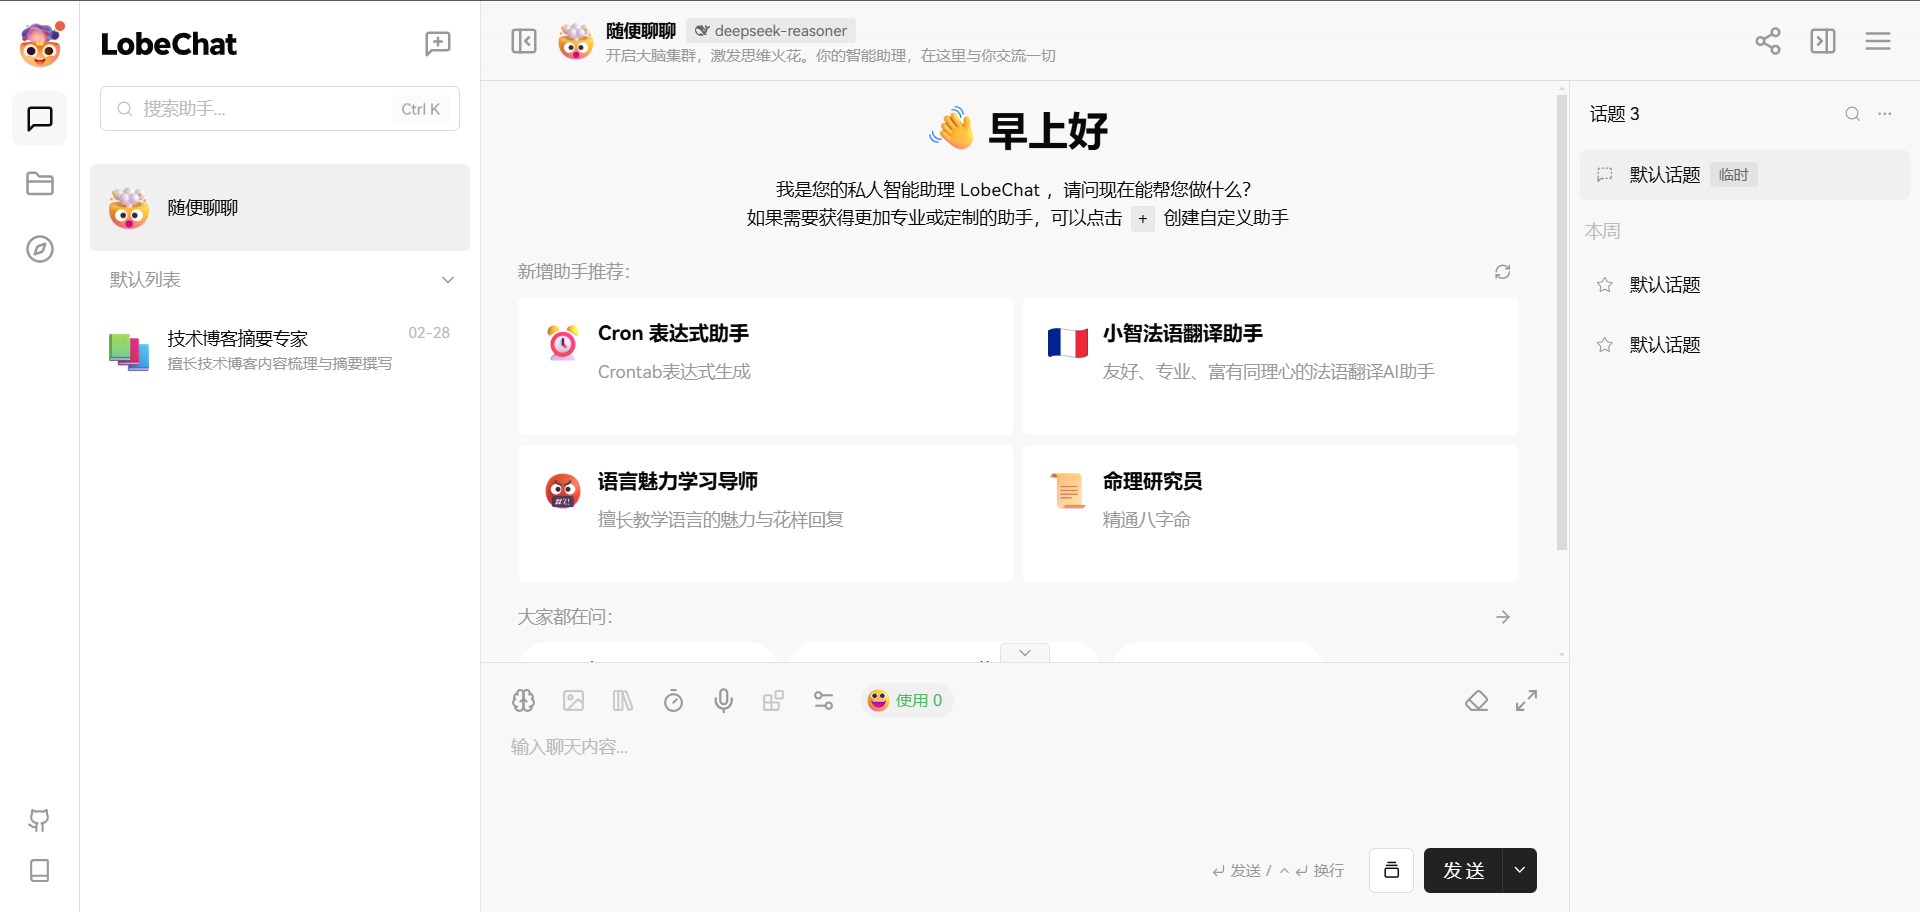 LobeChat
搜索助手...
Ctrl K
随便聊聊
默认列表
技术博客摘要专家
02-28
擅长技术博客内容梳理与摘要撰写
随便聊聊
deepseek-reasoner
开启大脑集群，激发思维火花。你的智能助理，在这里与你交流一切
早上好
我是您的私人智能助理 LobeChat ，请问现在能帮您做什么？
如果需要获得更加专业或定制的助手，可以点击 + 创建自定义助手
新增助手推荐：
Cron 表达式助手
Crontab表达式生成
小智法语翻译助手
友好、专业、富有同理心的法语翻译AI助手
语言魅力学习导师
擅长教学语言的魅力与花样回复
命理研究员
精通八字命
大家都在问：
使用 0
输入聊天内容...
发送 / 换行
发送
话题 3
默认话题
临时
本周
默认话题
默认话题